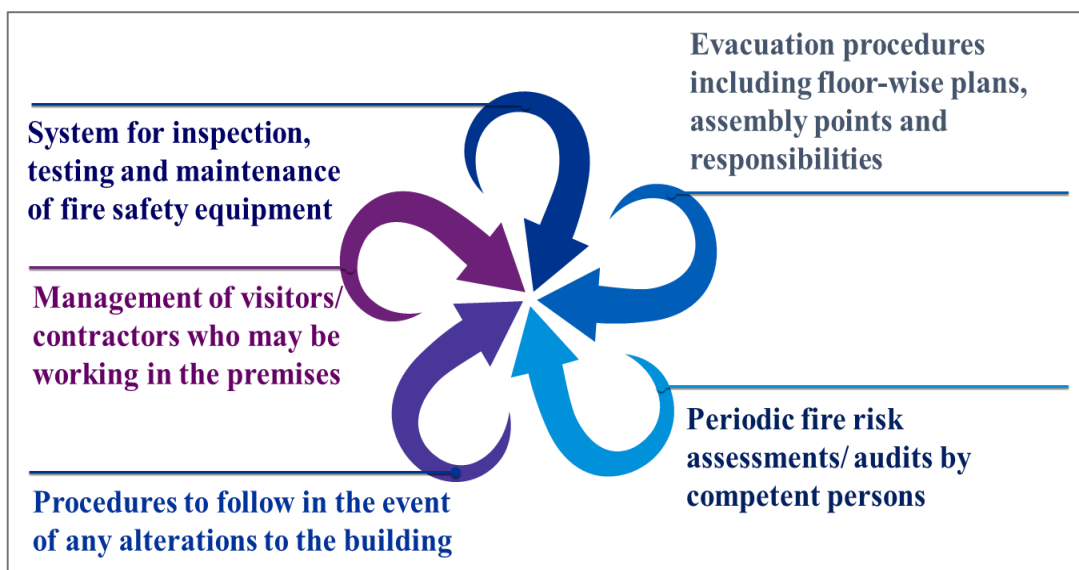 System for inspection,
testing and maintenance
of fire safety equipment
Management of visitors/
contractors who may be
working in the premises
Procedures to follow in the event
of any alterations to the building
Evacuation procedures
including floor-wise plans,
assembly points and
responsibilities
Periodic fire risk
assessments/ audits by
competent persons